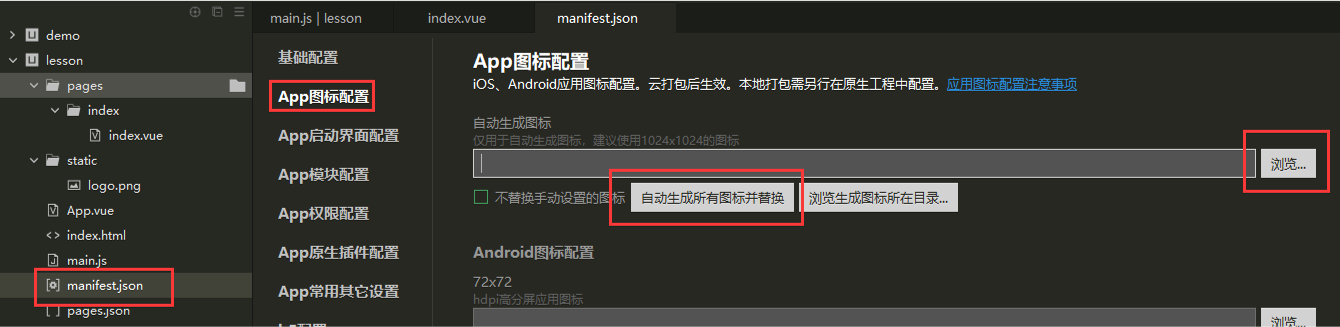 demo
lesson
pages
index
index.vue
static
logo.png
App.vue
index.html
main.js
manifest.json
pages.json
main.js | lesson
index.vue
manifest.json
基础配置
App图标配置
App启动界面配置
App模块配置
App权限配置
App原生插件配置
App常用其它设置
App图标配置
iOS、Android应用图标配置。云打包后生效。本地打包需另行在原生工程中配置。应用图标配置注意事项
自动生成图标
仅用于自动生成图标，建议使用1024x1024的图标
浏览...
不替换手动设置的图标 自动生成所有图标并替换 浏览生成图标所在目录...
Android图标配置
72x72
hdpi高分屏应用图标
浏览...